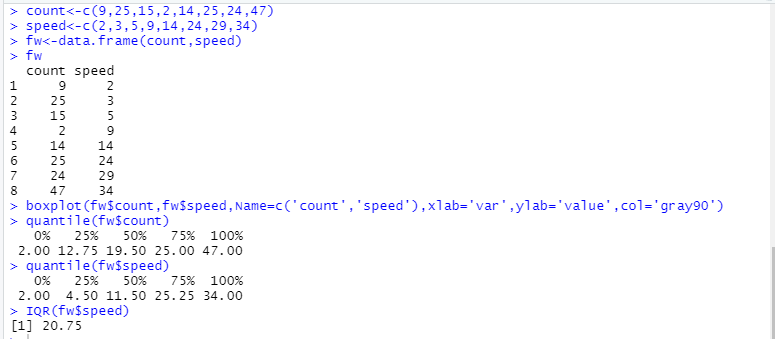 > count<-c(9,25,15,2,14,25,24,47)
> speed<-c(2,3,5,9,14,24,29,34)
> fw<-data.frame(count,speed)
> fw
  count speed
1     9     2
2    25     3
3    15     5
4     2     9
5    14    14
6    25    24
7    24    29
8    47    34
> boxplot(fw$count,fw$speed,Name=c('count','speed'),xlab='var',ylab='value',col='gray90')
> quantile(fw$count)
   0%   25%   50%   75%  100%
 2.00 12.75 19.50 25.00 47.00
> quantile(fw$speed)
   0%   25%   50%   75%  100%
 2.00  4.50 11.50 25.25 34.00
> IQR(fw$speed)
[1] 20.75